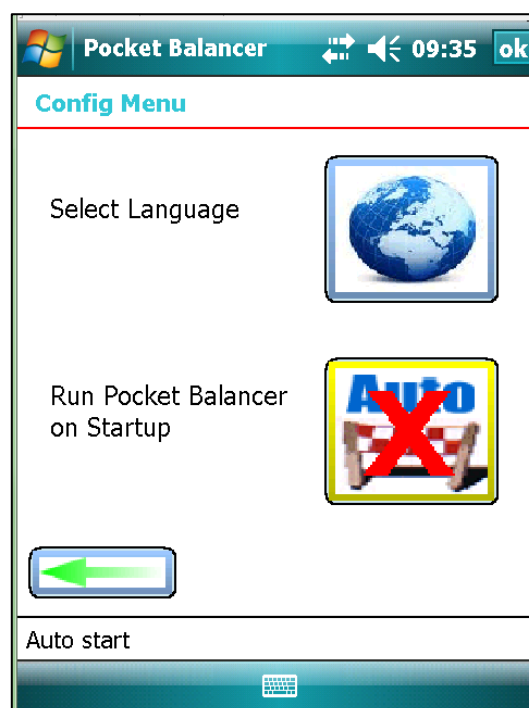 Pocket Balancer 09:35 ok
Config Menu
Select Language
Run Pocket Balancer
on Startup
Auto
X
Auto start